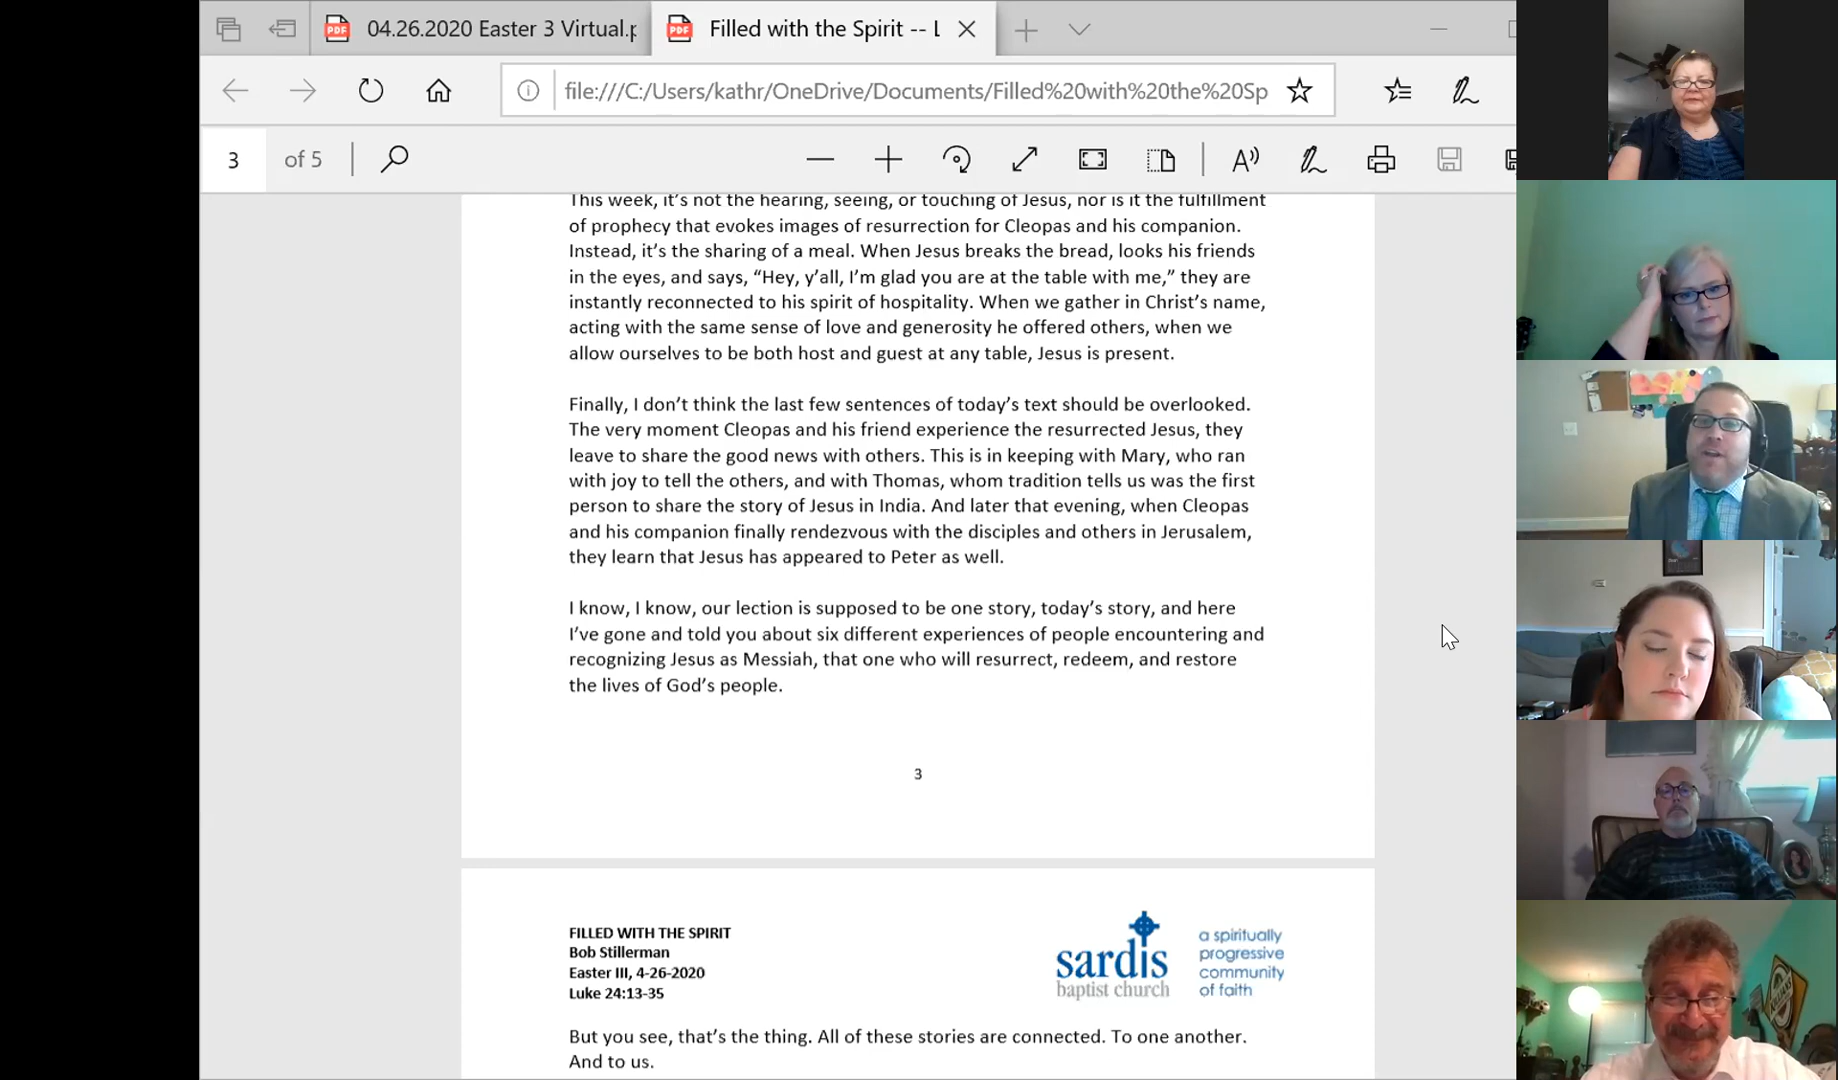 04.26.2020 Easter 3 Virtual.p
Filled with the Spirit -- L
file:///C:/Users/kathr/OneDrive/Documents/Filled%20with%20the%20Sp
3 of 5
This week, it's not the hearing, seeing, or touching of Jesus, nor is it the fulfillment
of prophecy that evokes images of resurrection for Cleopas and his companion.
Instead, it's the sharing of a meal. When Jesus breaks the bread, looks his friends
in the eyes, and says, “Hey, y'all, I'm glad you are at the table with me,” they are
instantly reconnected to his spirit of hospitality. When we gather in Christ's name,
acting with the same sense of love and generosity he offered others, when we
allow ourselves to be both host and guest at any table, Jesus is present.
Finally, I don't think the last few sentences of today's text should be overlooked.
The very moment Cleopas and his friend experience the resurrected Jesus, they
leave to share the good news with others. This is in keeping with Mary, who ran
with joy to tell the others, and with Thomas, whom tradition tells us was the first
person to share the story of Jesus in India. And later that evening, when Cleopas
and his companion finally rendezvous with the disciples and others in Jerusalem,
they learn that Jesus has appeared to Peter as well.
I know, I know, our lection is supposed to be one story, today's story, and here
I've gone and told you about six different experiences of people encountering and
recognizing Jesus as Messiah, that one who will resurrect, redeem, and restore
the lives of God's people.
3
FILLED WITH THE SPIRIT
Bob Stillerman
Easter III, 4-26-2020
Luke 24:13-35
sardis
baptist church
a spiritually
progressive
community
of faith
But you see, that's the thing. All of these stories are connected. To one another.
And to us.